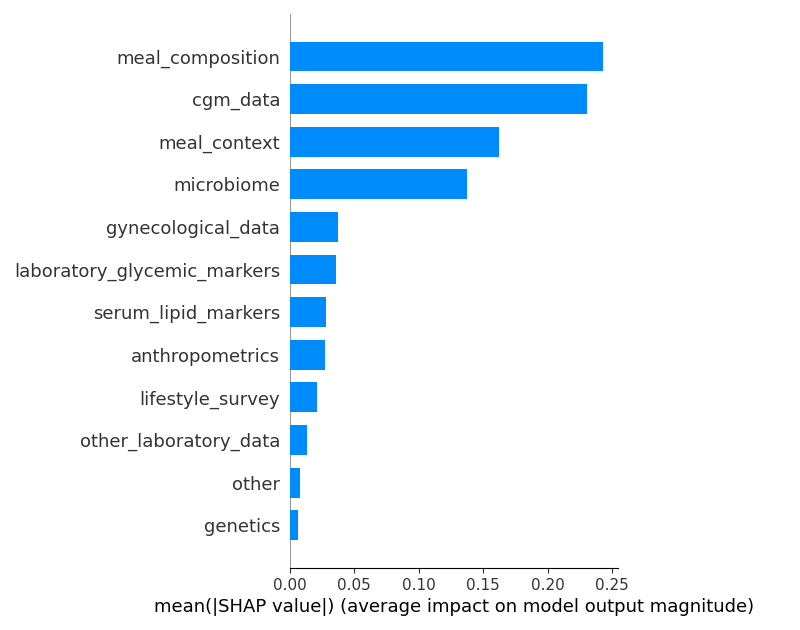 meal_composition
cgm_data
meal_context
microbiome
gynecological_data
laboratory_glycemic_markers
serum_lipid_markers
anthropometrics
lifestyle_survey
other_laboratory_data
other
genetics
0.00 0.05 0.10 0.15 0.20 0.25
mean(|SHAP value|) (average impact on model output magnitude)